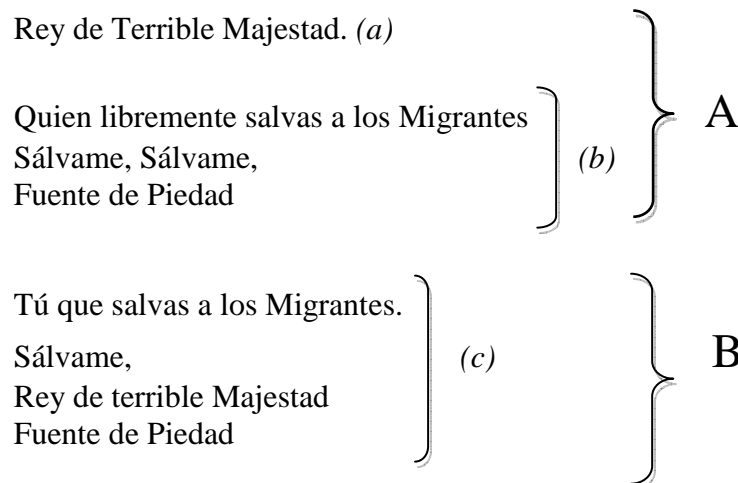 Rey de Terrible Majestad. (a)
A
Quien libremente salvas a los Migrantes
Sálvame, Sálvame, (b)
Fuente de Piedad
Tú que salvas a los Migrantes.
Sálvame, (c) B
Rey de terrible Majestad
Fuente de Piedad